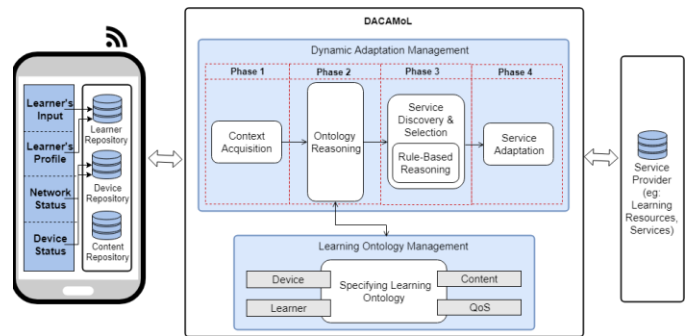 DACAMoL
Dynamic Adaptation Management
Phase 1
Phase 2
Phase 3
Phase 4
Learner's
Input
Learner's
Profile
Network
Status
Device
Status
Learner
Repository
Device
Repository
Content
Repository
Context
Acquisition
Ontology
Reasoning
Service
Discovery &
Selection
Rule-Based
Reasoning
Service
Adaptation
Learning Ontology Management
Device
Learner
Specifying Learning
Ontology
Content
QoS
Service
Provider
(eg:
Learning
Resources,
Services)